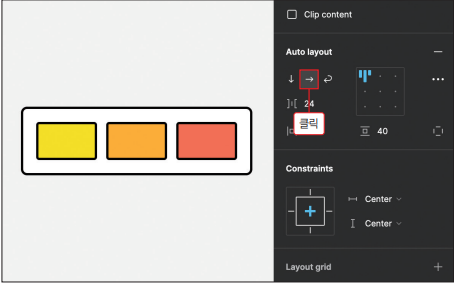 Clip content
Auto layout
24
클릭
40
Constraints
Center
Center
Layout grid